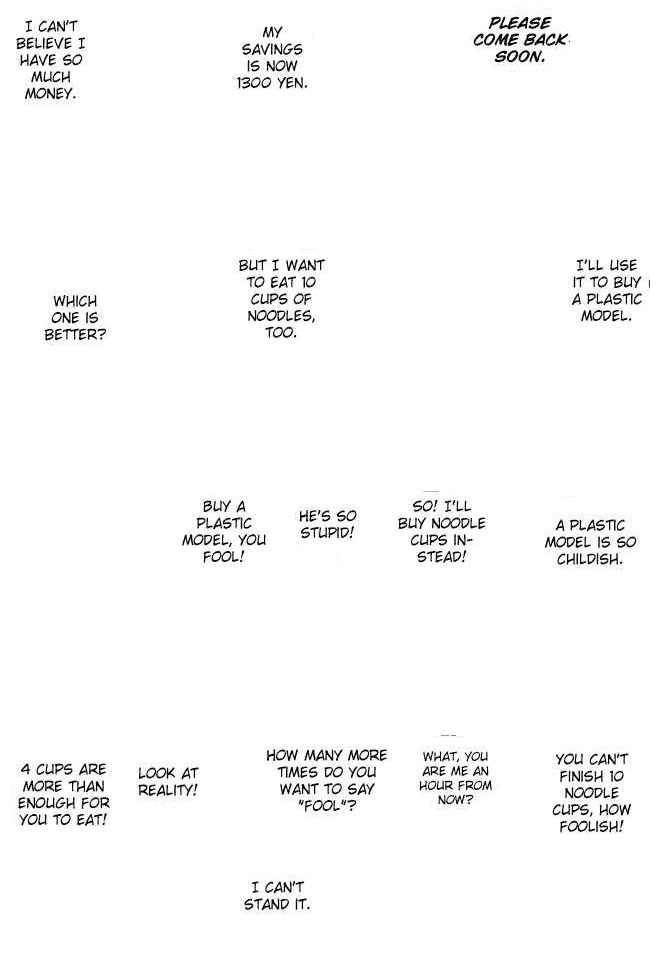 PLEASE
COME BACK
SOON.
MY
SAVINGS
IS NOW
1300 YEN.
I CAN'T
BELIEVE I
HAVE SO
MUCH
MONEY.
I'LL USE
IT TO BUY
A PLASTIC
MODEL.
BUT I WANT
TO EAT 10
CUPS OF
NOODLES,
TOO.
WHICH
ONE IS
BETTER?
A PLASTIC
MODEL IS SO
CHILDISH.
SO! I'LL
BUY NOODLE
CUPS IN-
STEAD!
HE'S SO
STUPID!
BUY A
PLASTIC
MODEL, YOU
FOOL!
YOU CAN'T
FINISH 10
NOODLE
CUPS, HOW
FOOLISH!
WHAT, YOU
ARE ME AN
HOUR FROM
NOW?
HOW MANY MORE
TIMES DO YOU
WANT TO SAY
"FOOL"?
LOOK AT
REALITY!
4 CUPS ARE
MORE THAN
ENOUGH FOR
YOU TO EAT!
I CAN'T
STAND IT.